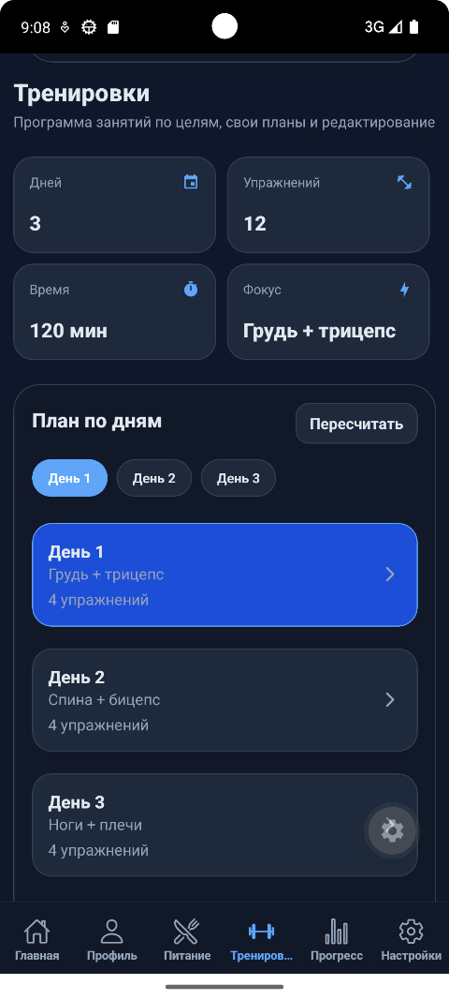 9:08
3G
Тренировки
Программа занятий по целям, свои планы и редактирование
Дней
3
Упражнений
12
Время
120 мин
Фокус
Грудь + трицепс
План по дням
Пересчитать
День 1
День 2
День 3
День 1
Грудь + трицепс
4 упражнений
День 2
Спина + бицепс
4 упражнений
День 3
Ноги + плечи
4 упражнений
Главная
Профиль
Питание
Трениров...
Прогресс
Настройки